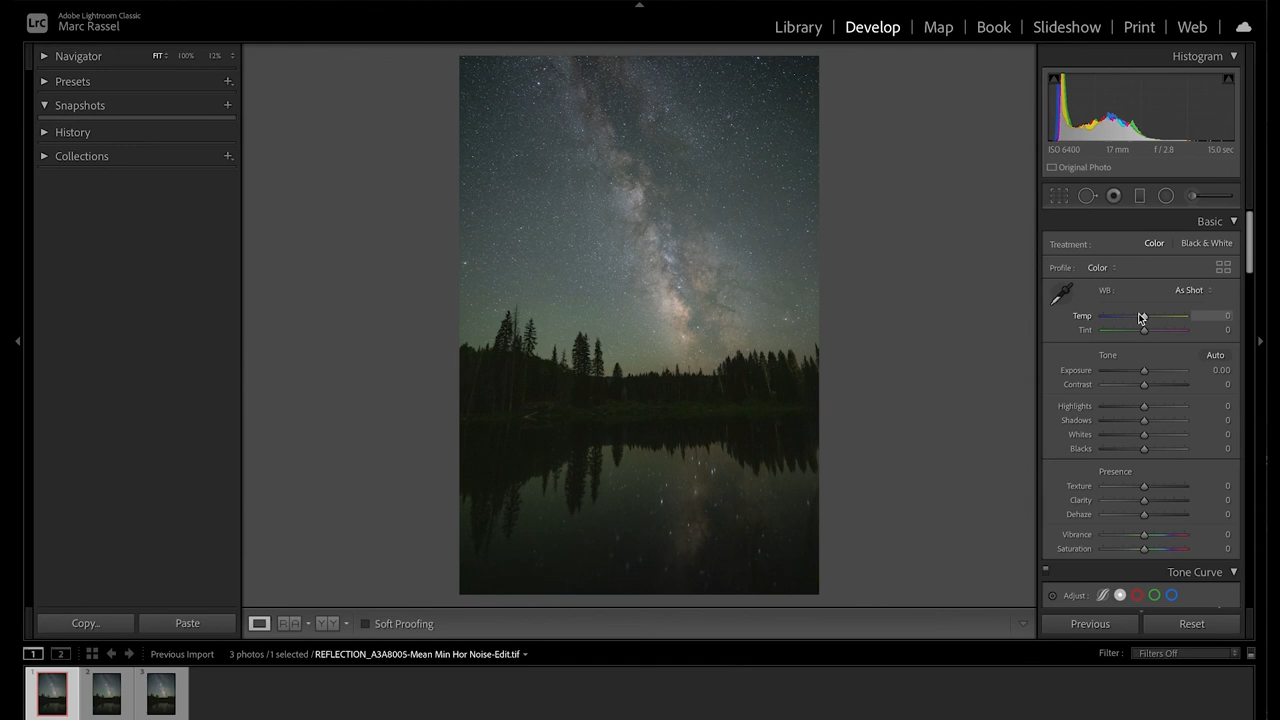 LrC
Adobe Lightroom Classic
Marc Rassel
Library
Develop
Map
Book
Slideshow
Print
Web
Navigator
FIT
100%
12%
Presets
Snapshots
History
Collections
Histogram
ISO 6400
17 mm
f / 2.8
15.0 sec
Original Photo
Basic
Treatment :
Color
Black & White
Profile :
Color
WB :
As Shot
Temp
0
Tint
0
Tone
Auto
Exposure
0.00
Contrast
0
Highlights
0
Shadows
0
Whites
0
Blacks
0
Presence
Texture
0
Clarity
0
Dehaze
0
Vibrance
0
Saturation
0
Tone Curve
Adjust :
Copy...
Paste
R A
Y Y
Soft Proofing
Previous
Reset
1
2
Previous Import
3 photos / 1 selected / REFLECTION_A3A8005-Mean Min Hor Noise-Edit.tif
Filter :
Filters Off
1
2
3